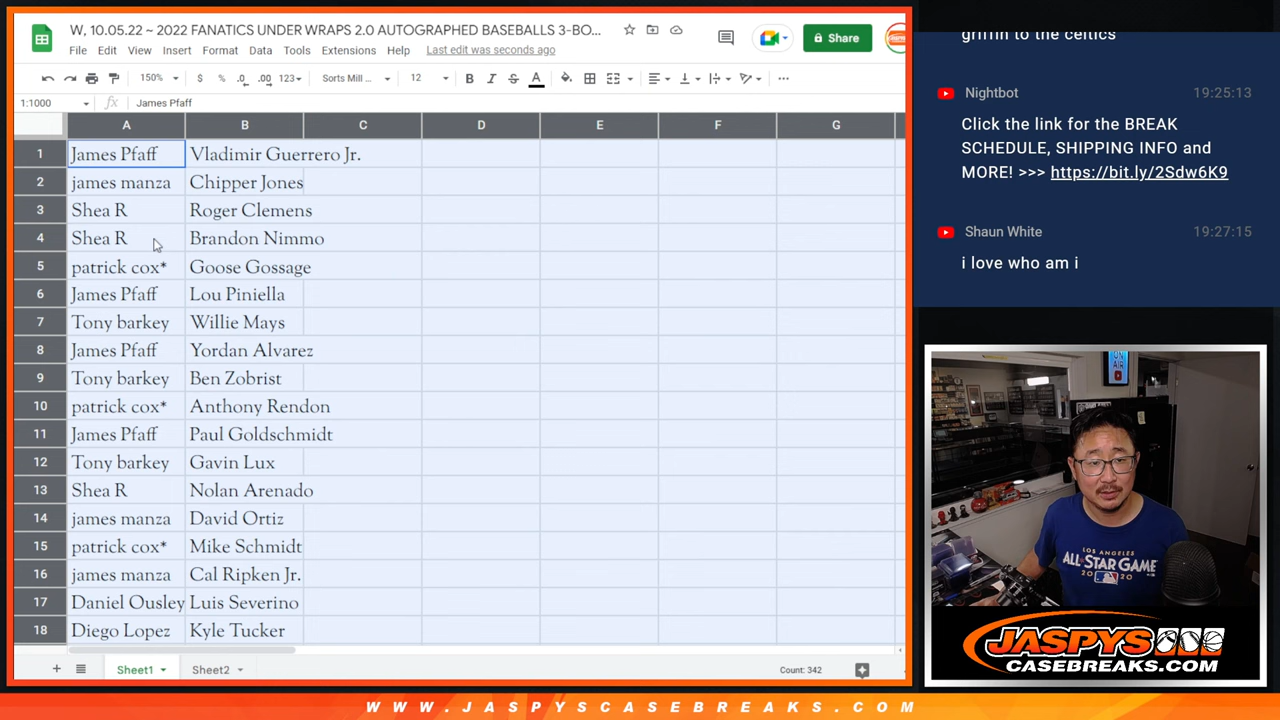 W, 10.05.22 ~ 2022 FANATICS UNDER WRAPS 2.0 AUTOGRAPHED BASEBALLS 3-BO...
File Edit View Insert Format Data Tools Extensions Help Last edit was seconds ago
Share
150% $ % .0 .00 123 Sorts Mill ... 12 B I S A
1:1000 fx James Pfaff
A B C D E F G
1 James Pfaff Vladimir Guerrero Jr.
2 james manza Chipper Jones
3 Shea R Roger Clemens
4 Shea R Brandon Nimmo
5 patrick cox* Goose Gossage
6 James Pfaff Lou Piniella
7 Tony barkey Willie Mays
8 James Pfaff Yordan Alvarez
9 Tony barkey Ben Zobrist
10 patrick cox* Anthony Rendon
11 James Pfaff Paul Goldschmidt
12 Tony barkey Gavin Lux
13 Shea R Nolan Arenado
14 james manza David Ortiz
15 patrick cox* Mike Schmidt
16 james manza Cal Ripken Jr.
17 Daniel Ousley Luis Severino
18 Diego Lopez Kyle Tucker
Sheet1 Sheet2 Count: 342
griffin to the celtics
Nightbot 19:25:13
Click the link for the BREAK
SCHEDULE, SHIPPING INFO and
MORE! >>> https://bit.ly/2Sdw6K9
Shaun White 19:27:15
i love who am i
ON
AIR
LOS ANGELES
ALL STAR GAME
2020
JASPYS
CASEBREAKS.COM
WWW.JASPYSCASEBREAKS.COM